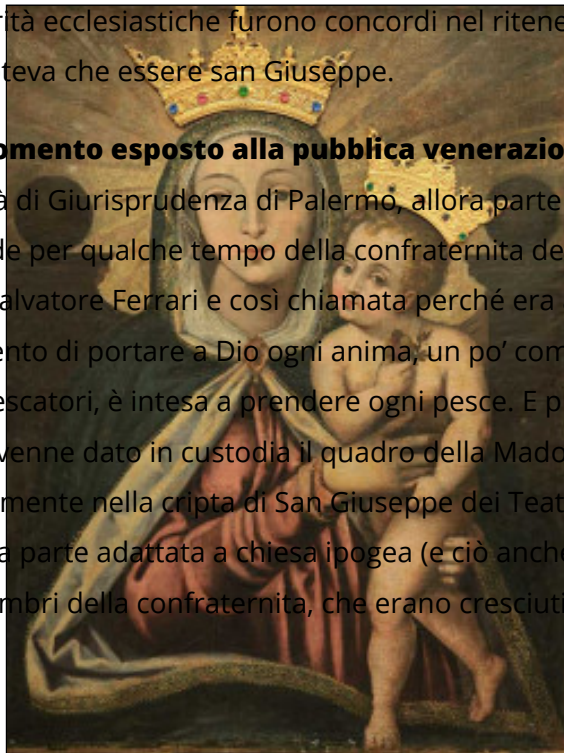 rità ecclesiastiche furono concordi nel ritene
teva che essere san Giuseppe.
omento esposto alla pubblica venerazio
à di Giurisprudenza di Palermo, allora parte
de per qualche tempo della confraternita de
alvatore Ferrari e così chiamata perché era
ento di portare a Dio ogni anima, un po’ com
escatori, è intesa a prendere ogni pesce. E p
venne dato in custodia il quadro della Mado
mente nella cripta di San Giuseppe dei Teat
a parte adattata a chiesa ipogea (e ciò anche
mbri della confraternita, che erano cresciuti